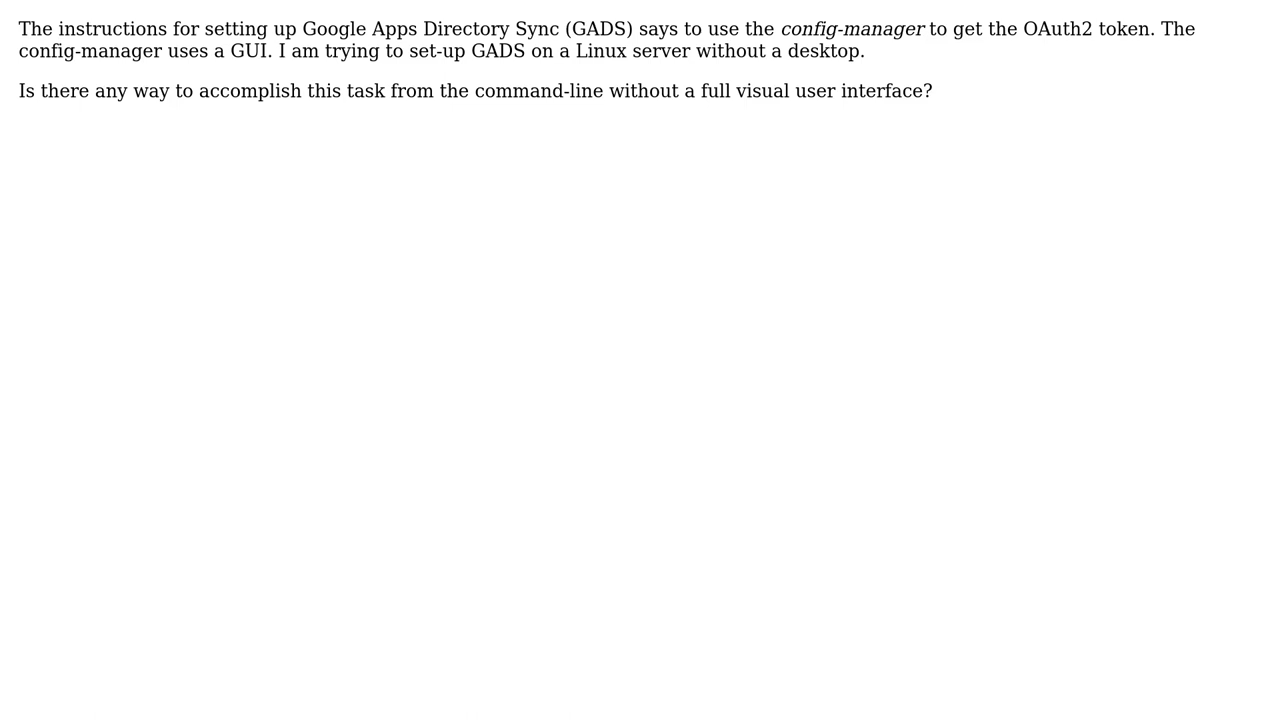 The instructions for setting up Google Apps Directory Sync (GADS) says to use the config-manager to get the OAuth2 token. The
config-manager uses a GUI. I am trying to set-up GADS on a Linux server without a desktop.
Is there any way to accomplish this task from the command-line without a full visual user interface?